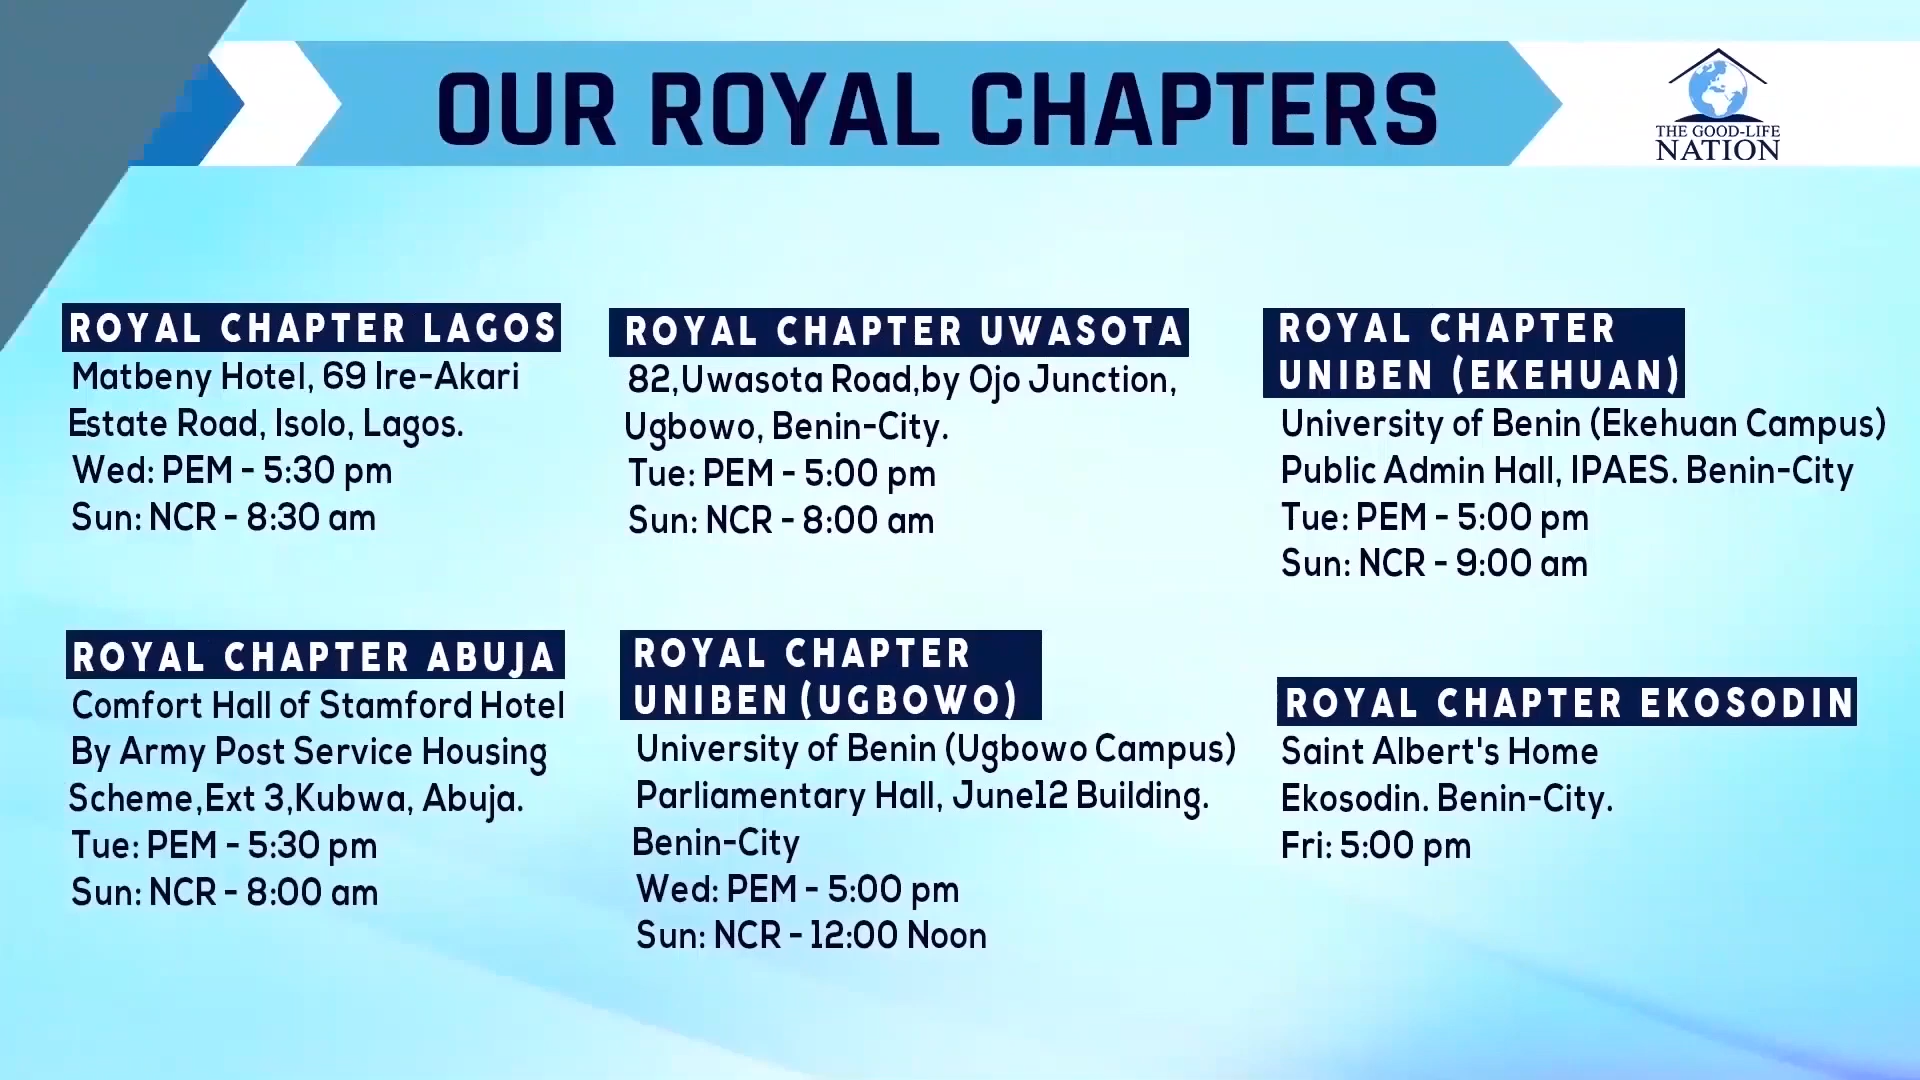 OUR ROYAL CHAPTERS
THE GOOD-LIFE
NATION
ROYAL CHAPTER LAGOS
Matbeny Hotel, 69 Ire-Akari
Estate Road, Isolo, Lagos.
Wed: PEM - 5:30 pm
Sun: NCR - 8:30 am
ROYAL CHAPTER UWASOTA
82,Uwasota Road,by Ojo Junction,
Ugbowo, Benin-City.
Tue: PEM - 5:00 pm
Sun: NCR - 8:00 am
ROYAL CHAPTER
UNIBEN (EKEHUAN)
University of Benin (Ekehuan Campus)
Public Admin Hall, IPAES. Benin-City
Tue: PEM - 5:00 pm
Sun: NCR - 9:00 am
ROYAL CHAPTER ABUJA
Comfort Hall of Stamford Hotel
By Army Post Service Housing
Scheme,Ext 3,Kubwa, Abuja.
Tue: PEM - 5:30 pm
Sun: NCR - 8:00 am
ROYAL CHAPTER
UNIBEN (UGBOWO)
University of Benin (Ugbowo Campus)
Parliamentary Hall, June12 Building.
Benin-City
Wed: PEM - 5:00 pm
Sun: NCR - 12:00 Noon
ROYAL CHAPTER EKOSODIN
Saint Albert's Home
Ekosodin. Benin-City.
Fri: 5:00 pm